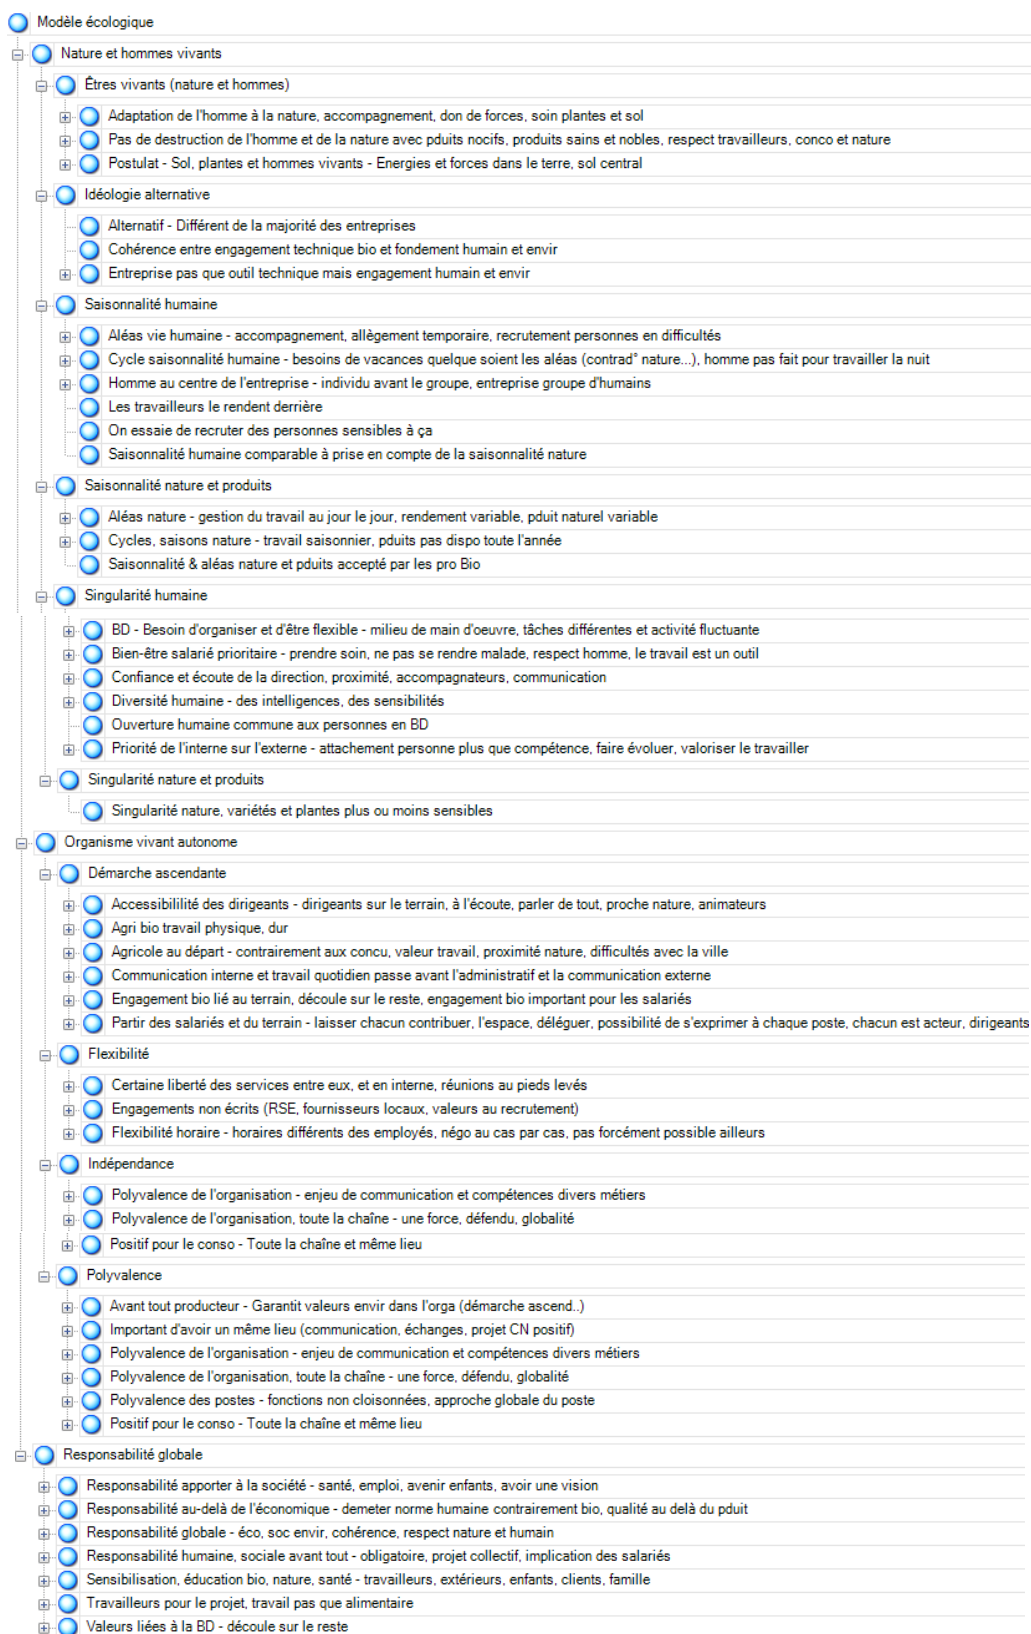 Modèle écologique
Nature et hommes vivants
Êtres vivants (nature et hommes)
Adaptation de l'homme à la nature, accompagnement, don de forces, soin plantes et sol
Pas de destruction de l'homme et de la nature avec pduits nocifs, produits sains et nobles, respect travailleurs, conco et nature
Postulat - Sol, plantes et hommes vivants - Energies et forces dans le terre, sol central
Idéologie alternative
Alternatif - Différent de la majorité des entreprises
Cohérence entre engagement technique bio et fondement humain et envir
Entreprise pas que outil technique mais engagement humain et envir
Saisonnalité humaine
Aléas vie humaine - accompagnement, allègement temporaire, recrutement personnes en difficultés
Cycle saisonnalité humaine - besoins de vacances quelque soient les aléas (contrad° nature...), homme pas fait pour travailler la nuit
Homme au centre de l'entreprise - individu avant le groupe, entreprise groupe d'humains
Les travailleurs le rendent derrière
On essaie de recruter des personnes sensibles à ça
Saisonnalité humaine comparable à prise en compte de la saisonnalité nature
Saisonnalité nature et produits
Aléas nature - gestion du travail au jour le jour, rendement variable, pduit naturel variable
Cycles, saisons nature - travail saisonnier, pduits pas dispo toute l'année
Saisonnalité & aléas nature et pduits accepté par les pro Bio
Singularité humaine
BD - Besoin d'organiser et d'être flexible - milieu de main d'oeuvre, tâches différentes et activité fluctuante
Bien-être salarié prioritaire - prendre soin, ne pas se rendre malade, respect homme, le travail est un outil
Confiance et écoute de la direction, proximité, accompagnateurs, communication
Diversité humaine - des intelligences, des sensibilités
Ouverture humaine commune aux personnes en BD
Priorité de l'interne sur l'externe - attachement personne plus que compétence, faire évoluer, valoriser le travailler
Singularité nature et produits
Singularité nature, variétés et plantes plus ou moins sensibles
Organisme vivant autonome
Démarche ascendante
Accessibililité des dirigeants - dirigeants sur le terrain, à l'écoute, parler de tout, proche nature, animateurs
Agri bio travail physique, dur
Agricole au départ - contrairement aux concu, valeur travail, proximité nature, difficultés avec la ville
Communication interne et travail quotidien passe avant l'administratif et la communication externe
Engagement bio lié au terrain, découle sur le reste, engagement bio important pour les salariés
Partir des salariés et du terrain - laisser chacun contribuer, l'espace, déléguer, possibilité de s'exprimer à chaque poste, chacun est acteur, dirigeants
Flexibilité
Certaine liberté des services entre eux, et en interne, réunions au pieds levés
Engagements non écrits (RSE, fournisseurs locaux, valeurs au recrutement)
Flexibilité horaire - horaires différents des employés, négo au cas par cas, pas forcément possible ailleurs
Indépendance
Polyvalence de l'organisation - enjeu de communication et compétences divers métiers
Polyvalence de l'organisation, toute la chaîne - une force, défendu, globalité
Positif pour le conso - Toute la chaîne et même lieu
Polyvalence
Avant tout producteur - Garantit valeurs envir dans l'orga (démarche ascend..)
Important d'avoir un même lieu (communication, échanges, projet CN positif)
Polyvalence de l'organisation - enjeu de communication et compétences divers métiers
Polyvalence de l'organisation, toute la chaîne - une force, défendu, globalité
Polyvalence des postes - fonctions non cloisonnées, approche globale du poste
Positif pour le conso - Toute la chaîne et même lieu
Responsabilité globale
Responsabilité apporter à la société - santé, emploi, avenir enfants, avoir une vision
Responsabilité au-delà de l'économique - demeter norme humaine contrairement bio, qualité au delà du pduit
Responsabilité globale - éco, soc envir, cohérence, respect nature et humain
Responsabilité humaine, sociale avant tout - obligatoire, projet collectif, implication des salariés
Sensibilisation, éducation bio, nature, santé - travailleurs, extérieurs, enfants, clients, famille
Travailleurs pour le projet, travail pas que alimentaire
Valeurs liées à la BD - découle sur le reste